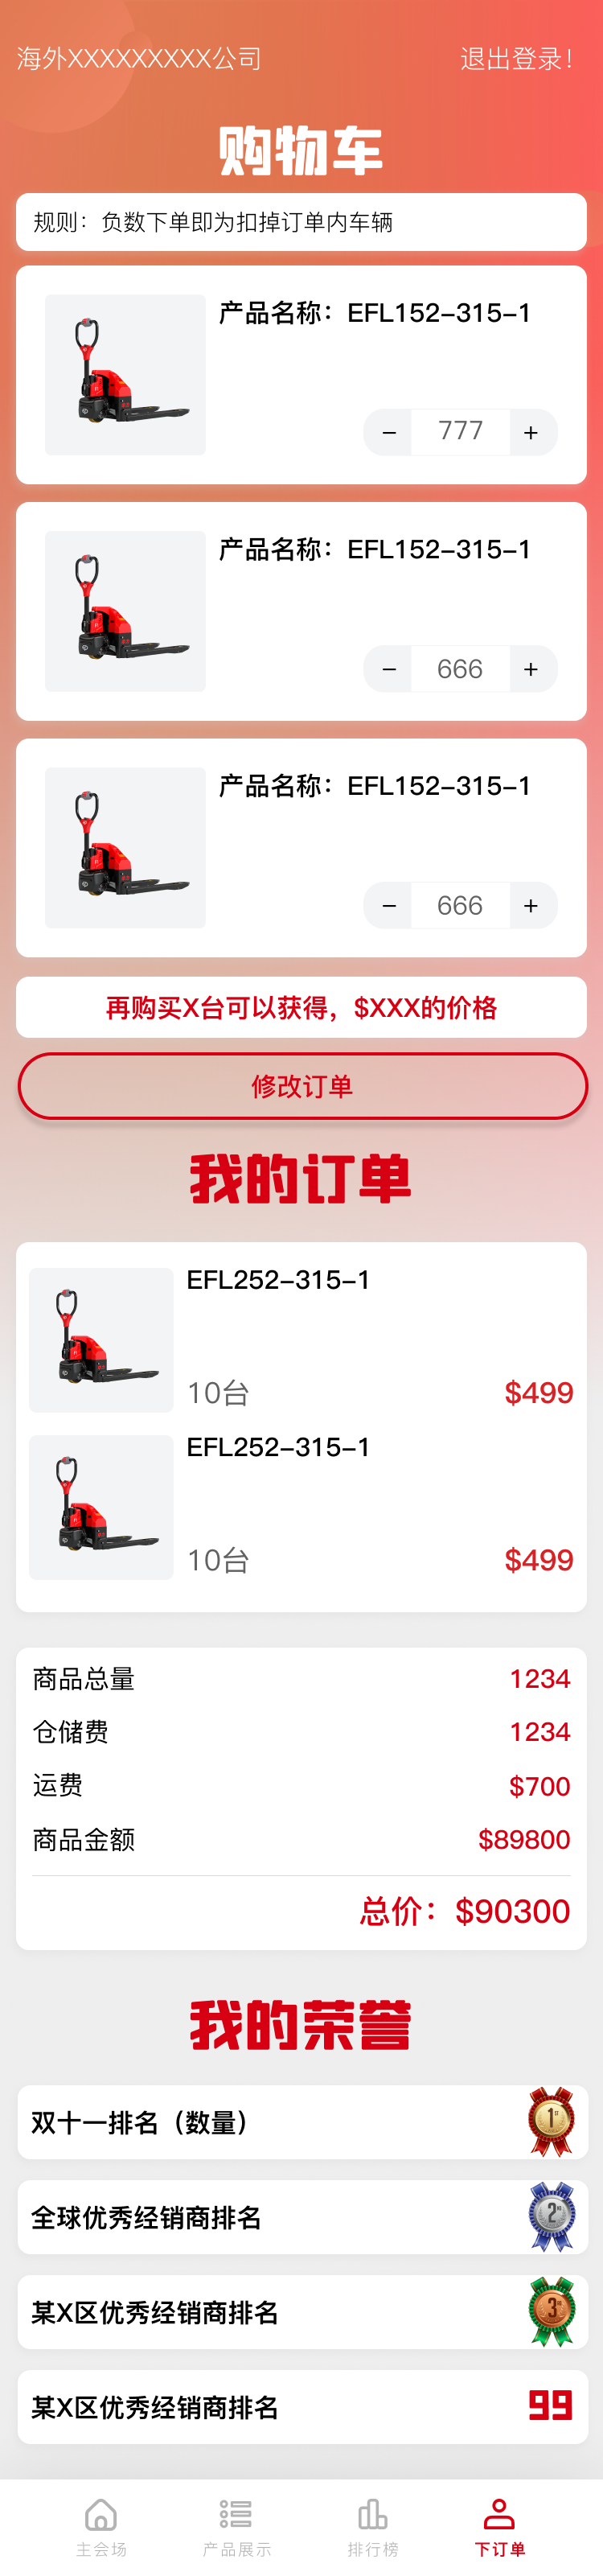 海外XXXXXXXXX公司
退出登录!
购物车
规则：负数下单即为扣掉订单内车辆
产品名称：EFL152-315-1
− 777 +
产品名称：EFL152-315-1
− 666 +
产品名称：EFL152-315-1
− 666 +
再购买X台可以获得，$XXX的价格
修改订单
我的订单
EFL252-315-1
10台 $499
EFL252-315-1
10台 $499
商品总量 1234
仓储费 1234
运费 $700
商品金额 $89800
总价：$90300
我的荣誉
双十一排名（数量） 1
全球优秀经销商排名 2
某X区优秀经销商排名 3
某X区优秀经销商排名 99
主会场 产品展示 排行榜 下订单